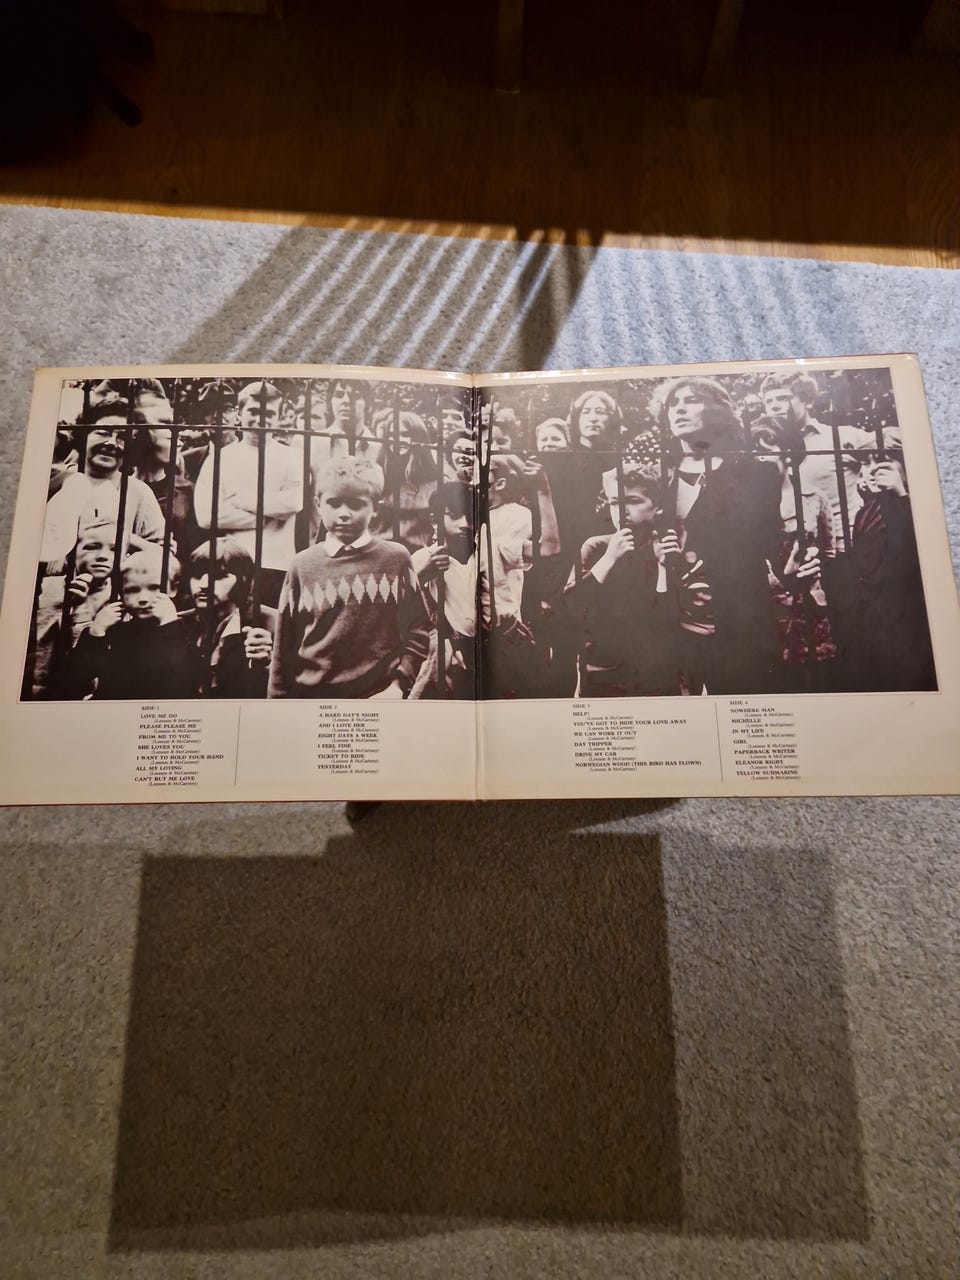 SIDE 1
LOVE ME DO
(Lennon & McCartney)
PLEASE PLEASE ME
(Lennon & McCartney)
FROM ME TO YOU
(Lennon & McCartney)
SHE LOVES YOU
(Lennon & McCartney)
I WANT TO HOLD YOUR HAND
(Lennon & McCartney)
ALL MY LOVING
(Lennon & McCartney)
CAN'T BUY ME LOVE
(Lennon & McCartney)
SIDE 2
A HARD DAY'S NIGHT
(Lennon & McCartney)
AND I LOVE HER
(Lennon & McCartney)
EIGHT DAYS A WEEK
(Lennon & McCartney)
I FEEL FINE
(Lennon & McCartney)
TICKET TO RIDE
(Lennon & McCartney)
YESTERDAY
(Lennon & McCartney)
SIDE 3
HELP!
(Lennon & McCartney)
YOU'VE GOT TO HIDE YOUR LOVE AWAY
(Lennon & McCartney)
WE CAN WORK IT OUT
(Lennon & McCartney)
DAY TRIPPER
(Lennon & McCartney)
DRIVE MY CAR
(Lennon & McCartney)
NORWEGIAN WOOD (THIS BIRD HAS FLOWN)
(Lennon & McCartney)
SIDE 4
NOWHERE MAN
(Lennon & McCartney)
MICHELLE
(Lennon & McCartney)
IN MY LIFE
(Lennon & McCartney)
GIRL
(Lennon & McCartney)
PAPERBACK WRITER
(Lennon & McCartney)
ELEANOR RIGBY
(Lennon & McCartney)
YELLOW SUBMARINE
(Lennon & McCartney)